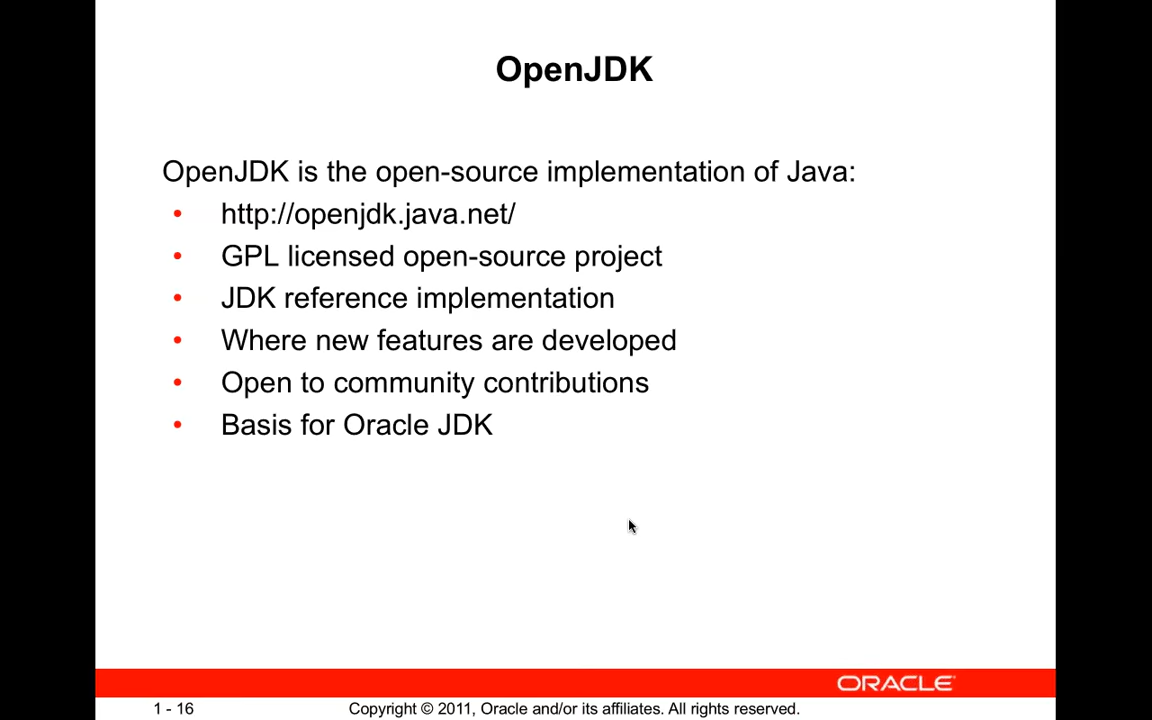 OpenJDK
OpenJDK is the open-source implementation of Java:
• http://openjdk.java.net/
• GPL licensed open-source project
• JDK reference implementation
• Where new features are developed
• Open to community contributions
• Basis for Oracle JDK
ORACLE
1 - 16 Copyright © 2011, Oracle and/or its affiliates. All rights reserved.